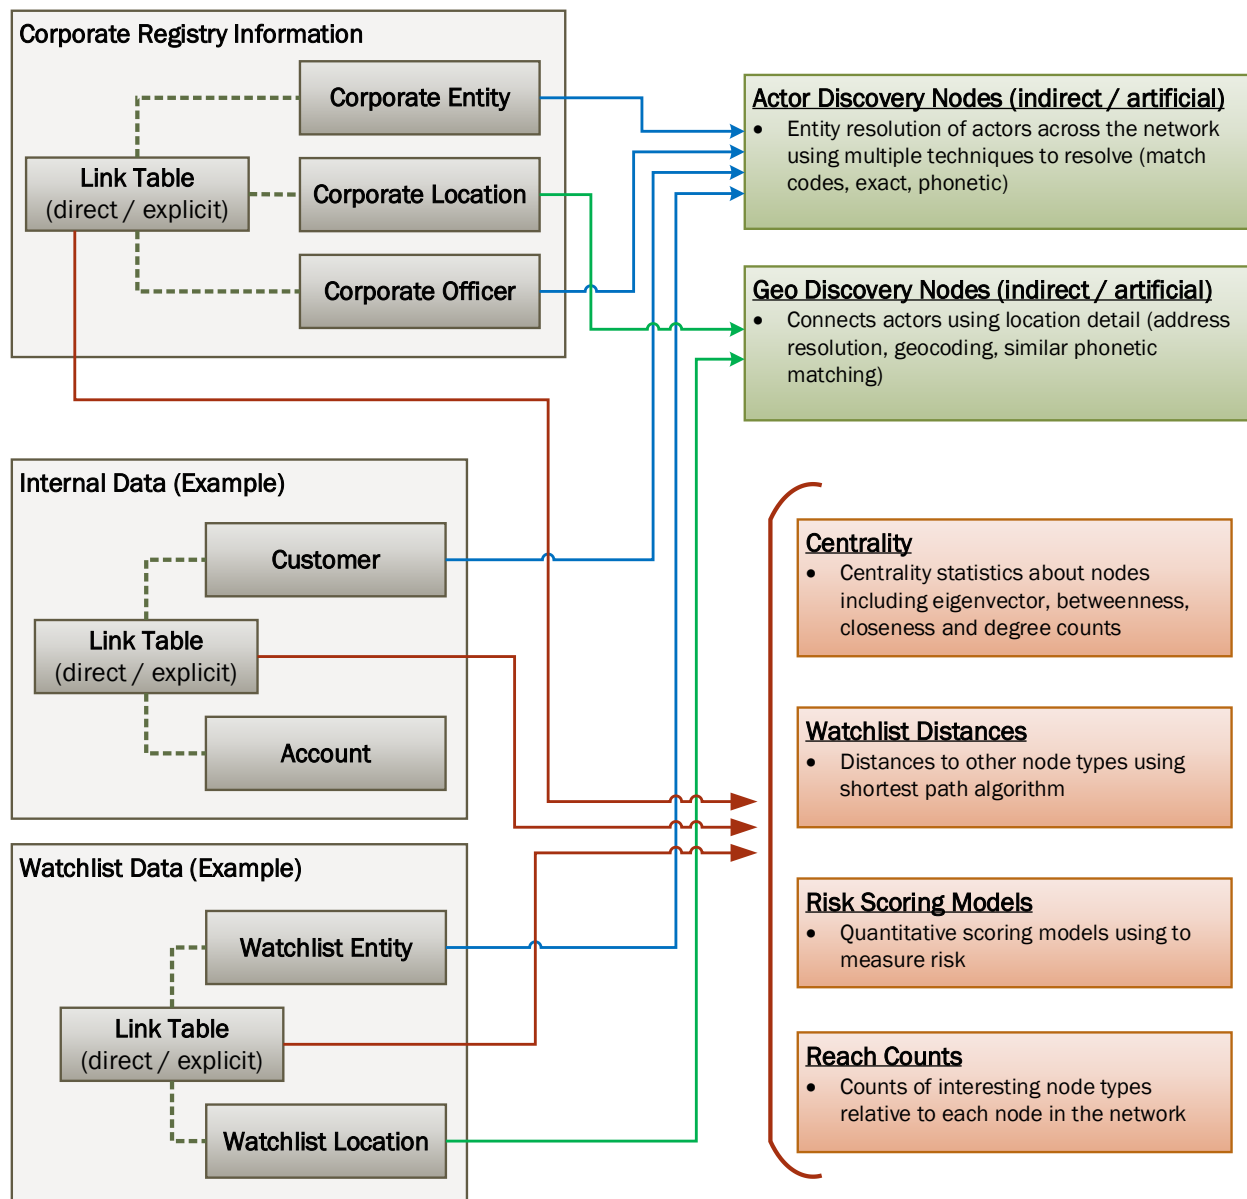 Corporate Registry Information
Corporate Entity
Link Table
(direct / explicit)
Corporate Location
Corporate Officer
Actor Discovery Nodes (indirect / artificial)
• Entity resolution of actors across the network
using multiple techniques to resolve (match
codes, exact, phonetic)
Geo Discovery Nodes (indirect / artificial)
• Connects actors using location detail (address
resolution, geocoding, similar phonetic
matching)
Internal Data (Example)
Customer
Link Table
(direct / explicit)
Account
Watchlist Data (Example)
Watchlist Entity
Link Table
(direct / explicit)
Watchlist Location
Centrality
• Centrality statistics about nodes
including eigenvector, betweenness,
closeness and degree counts
Watchlist Distances
• Distances to other node types using
shortest path algorithm
Risk Scoring Models
• Quantitative scoring models using to
measure risk
Reach Counts
• Counts of interesting node types
relative to each node in the network